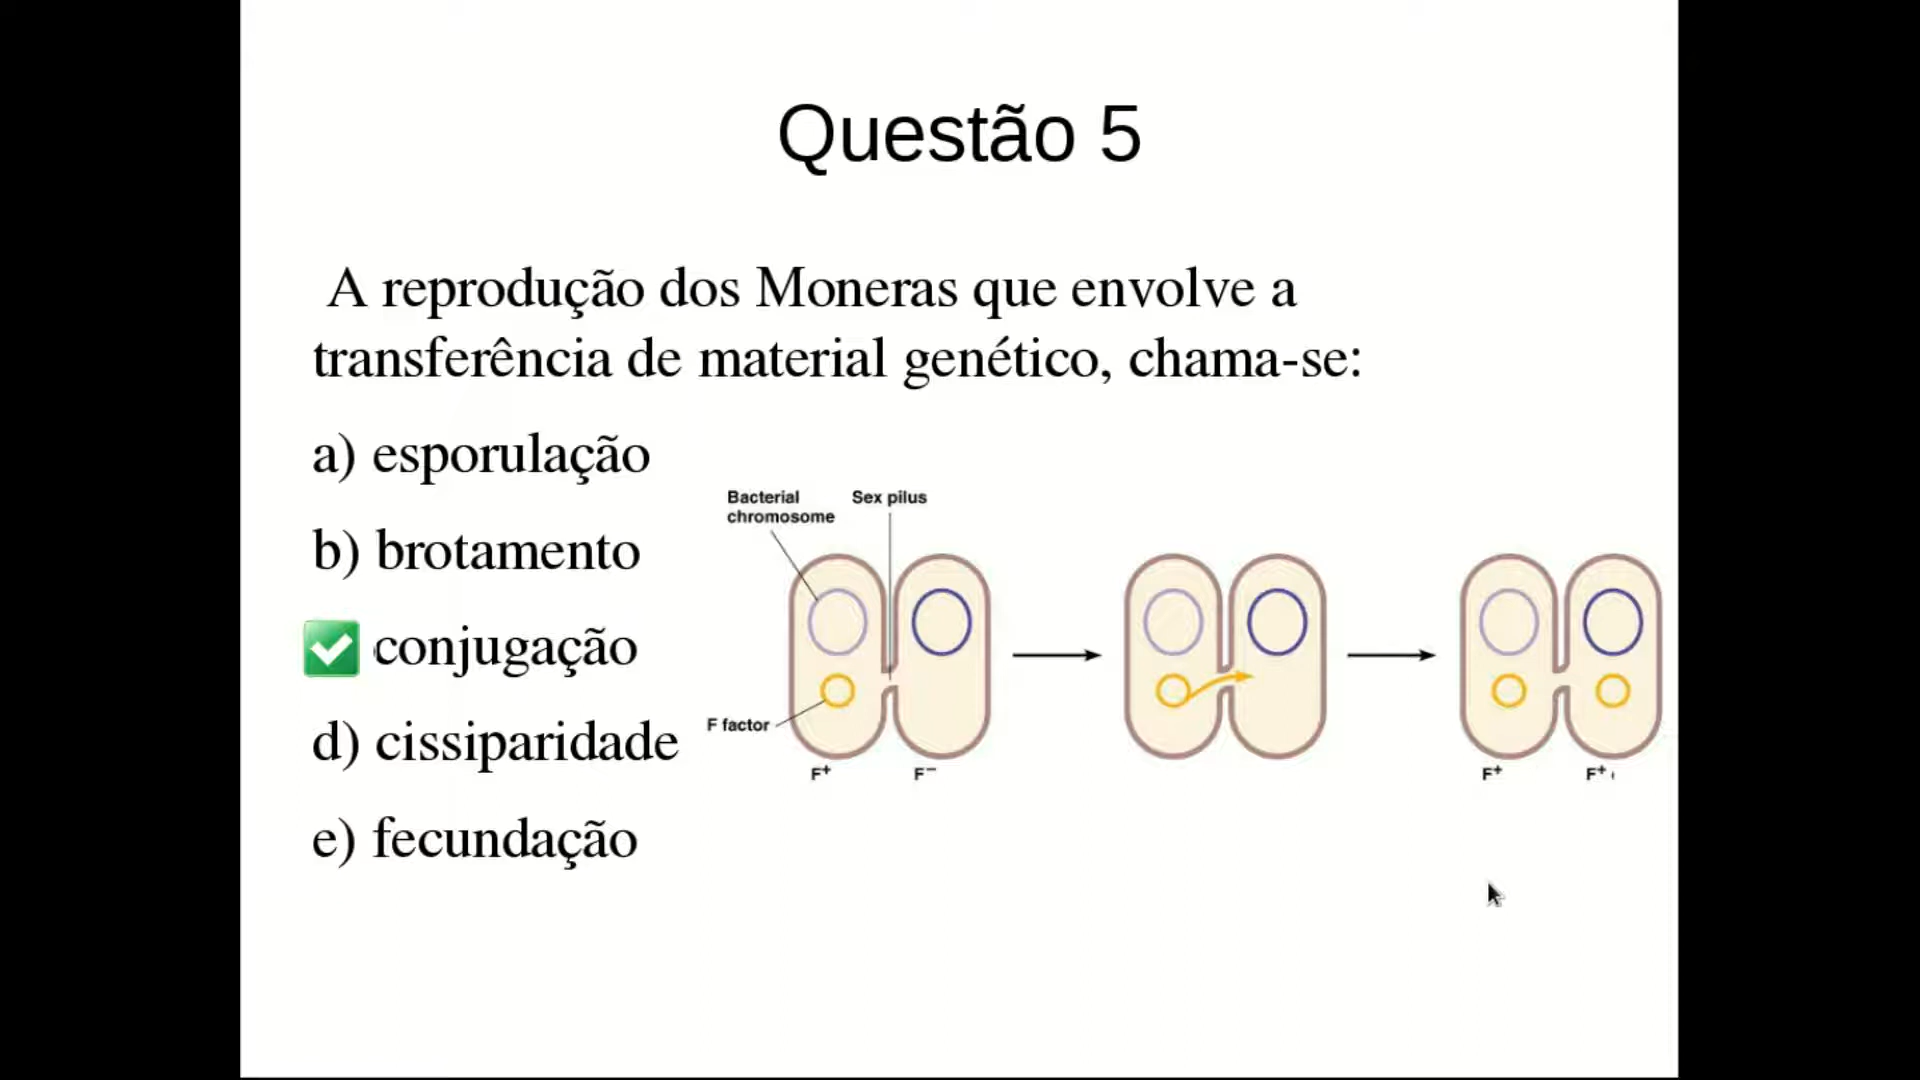 Questão 5
A reprodução dos Moneras que envolve a
transferência de material genético, chama-se:
a) esporulação
b) brotamento
conjugação
d) cissiparidade
e) fecundação
Bacterial
chromosome
Sex pilus
F factor
F⁺
F⁻
F⁺
F⁺